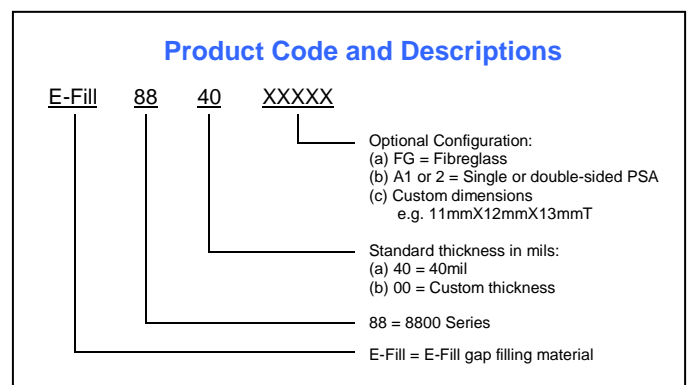 Product Code and Descriptions
E-Fill 88 40 XXXXX
Optional Configuration:
(a) FG = Fibreglass
(b) A1 or 2 = Single or double-sided PSA
(c) Custom dimensions
e.g. 11mmX12mmX13mmT
Standard thickness in mils:
(a) 40 = 40mil
(b) 00 = Custom thickness
88 = 8800 Series
E-Fill = E-Fill gap filling material